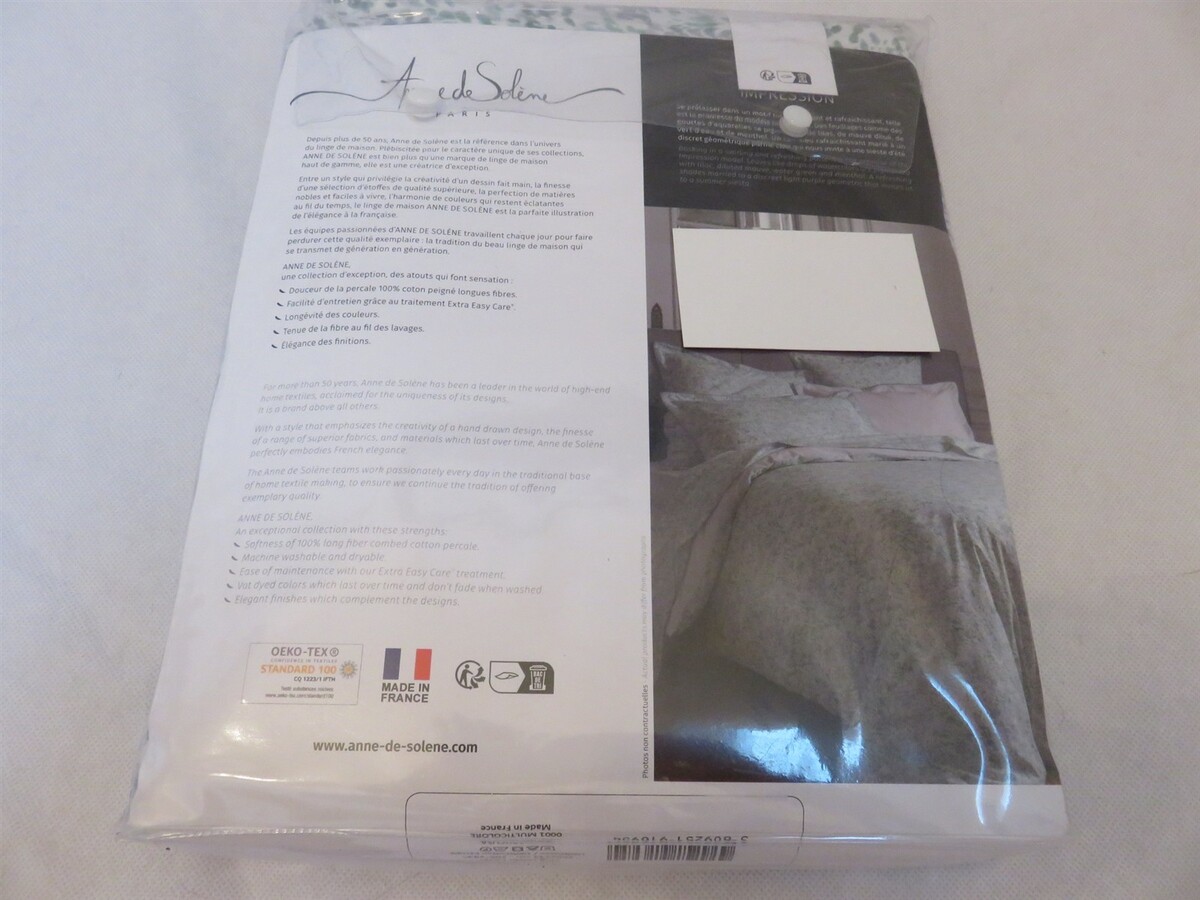 A e de Solène
PARIS
Depuis plus de 50 ans, Anne de Solène est la référence dans l'univers
du linge de maison. Plébiscitée pour le caractère unique de ses collections,
ANNE DE SOLÈNE est bien plus qu'une marque de linge de maison
haut de gamme, elle est une créatrice d'exception.
Entre un style qui privilégie la créativité d'un dessin fait main, la finesse
d'une sélection d'étoffes de qualité supérieure, la perfection de matières
nobles et faciles à vivre, l'harmonie de couleurs qui restent éclatantes
au fil du temps, le linge de maison ANNE DE SOLÈNE est la parfaite illustration
de l'élégance à la française.
Les équipes passionnées d'ANNE DE SOLÈNE travaillent chaque jour pour faire
perdurer cette qualité exemplaire : la tradition du beau linge de maison qui
se transmet de génération en génération.
ANNE DE SOLÈNE,
une collection d'exception, des atouts qui font sensation :
Douceur de la percale 100% coton peigné longues fibres.
Facilité d'entretien grâce au traitement Extra Easy Care*.
Longévité des couleurs.
Tenue de la fibre au fil des lavages.
Elégance des finitions.
For more than 50 years, Anne de Solène has been a leader in the world of high-end
home textiles, acclaimed for the uniqueness of its designs,
it is a brand above all others.
With a style that emphasizes the creativity of a hand drawn design, the finesse
of a range of superior fabrics, and materials which last over time, Anne de Solène
perfectly embodies French elegance.
The Anne de Solène teams work passionately every day in the traditional base
of home textile making, to ensure we continue the tradition of offering
exemplary quality.
ANNE DE SOLÈNE,
An exceptional collection with these strengths:
Softness of 100% long fiber combed cotton percale.
Machine washable and dryable.
Ease of maintenance with our Extra Easy Care* treatment.
Vat dyed colors which last over time and don't fade when washed.
Elegant finishes which complement the designs.
OEKO-TEX®
CONFIDENCE IN TEXTILES
STANDARD 100
CQ 1223/1 IFTH
MADE IN
FRANCE
BAC
DE
TRI
www.anne-de-solene.com
IMPRESSION
discret géométrique parme
Photos non contractuelles
0001 MULTICOLORE
Made in France